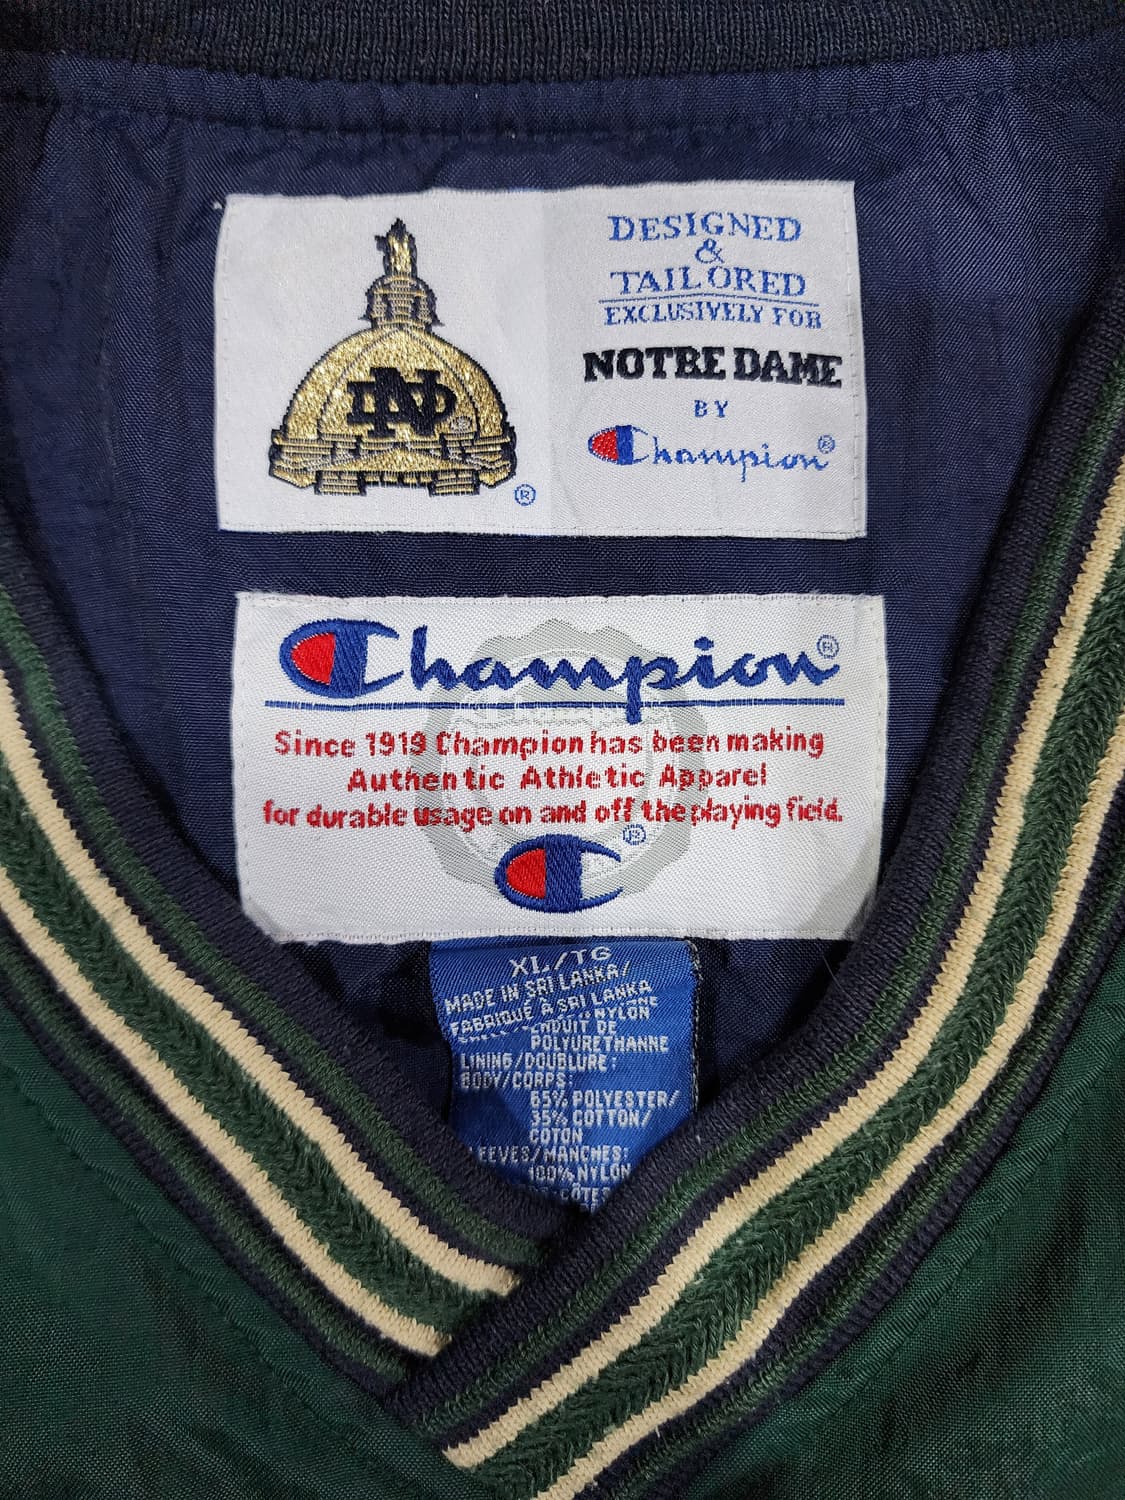 ND
®
DESIGNED
&
TAILORED
EXCLUSIVELY FOR
NOTRE DAME
BY
Champion®
Champion®
Since 1919 Champion has been making
Authentic Athletic Apparel
for durable usage on and off the playing field.
®
XL/TG
MADE IN SRI LANKA/
FABRIQUÉ À SRI LANKA
NYLON
ENDUIT DE
POLYURETHANNE
LINING/DOUBLURE:
BODY/CORPS:
65% POLYESTER/
35% COTTON/
COTON
EEVES/MANCHES:
100% NYLON
CÔTES